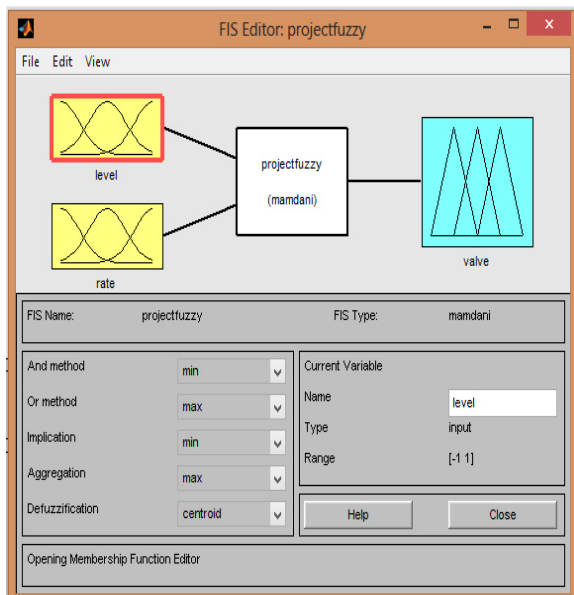 FIS Editor: projectfuzzy
File Edit View
level
rate
projectfuzzy
(mamdani)
valve
FIS Name: projectfuzzy FIS Type: mamdani
And method min
Or method max
Implication min
Aggregation max
Defuzzification centroid
Current Variable
Name level
Type input
Range [-1 1]
Help Close
Opening Membership Function Editor